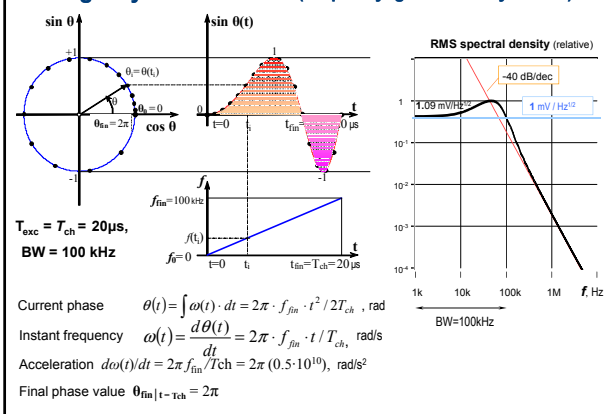 sin θ
sin θ(t)
RMS spectral density (relative)
+1
1
θi=θ(ti)
-40 dB/dec
θ
θ0=0
θfin=2π
cos θ
0
t=0
ti
tfin=
0 μs
t
-1
-1
1
1.09 mV/Hz1/2
1 mV / Hz1/2
10-1
10-2
10-3
10-4
f
ffin=100 kHz
f(ti)
f0=0
t=0
ti
tfin=Tch=20 μs
t
Texc = Tch = 20μs,
BW = 100 kHz
1k
10k
100k
1M
f, Hz
BW=100kHz
Current phase θ(t)=∫ω(t)·dt=2π·ffin·t2/2Tch , rad
Instant frequency ω(t)=dθ(t)/dt=2π·ffin·t/Tch, rad/s
Acceleration dω(t)/dt = 2π ffin/Tch = 2π (0.5·1010), rad/s2
Final phase value θfin|t=Tch = 2π